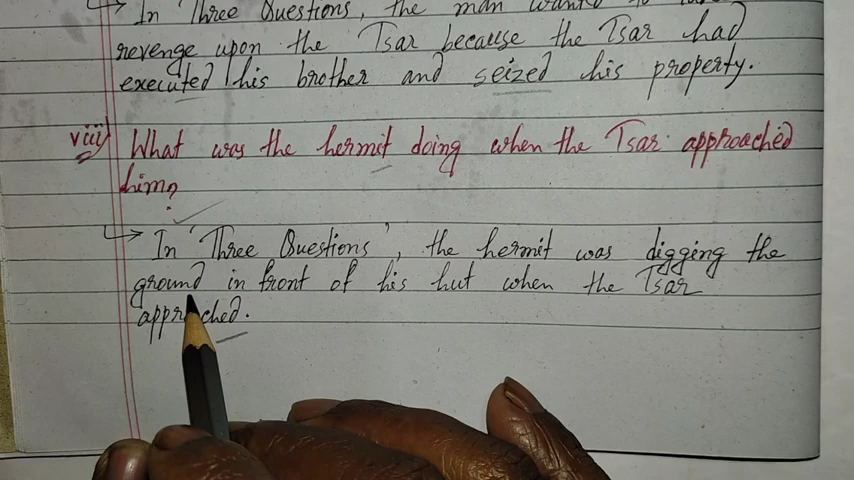 In 'Three Questions, the man wanted to
revenge upon the Tsar because the Tsar had
executed his brother and seized his property.
viii) What was the hermit doing when the Tsar approached
him?
In 'Three Questions', the hermit was digging the
ground in front of his hut when the Tsar
approached.